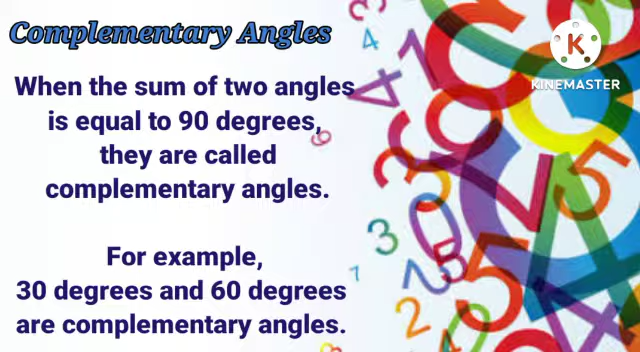 Complementary Angles
KINEMASTER
When the sum of two angles
is equal to 90 degrees,
they are called
complementary angles.
For example,
30 degrees and 60 degrees
are complementary angles.